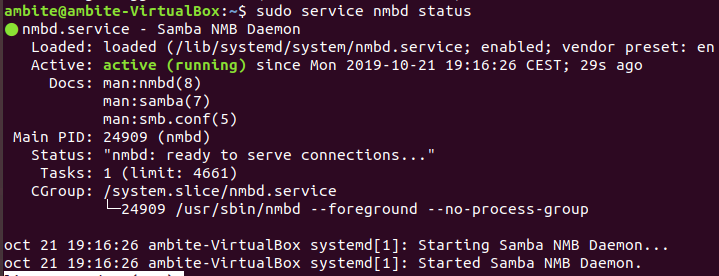 ambite@ambite-VirtualBox:~$ sudo service nmbd status
● nmbd.service - Samba NMB Daemon
   Loaded: loaded (/lib/systemd/system/nmbd.service; enabled; vendor preset: en
   Active: active (running) since Mon 2019-10-21 19:16:26 CEST; 29s ago
     Docs: man:nmbd(8)
           man:samba(7)
           man:smb.conf(5)
 Main PID: 24909 (nmbd)
   Status: "nmbd: ready to serve connections..."
    Tasks: 1 (limit: 4661)
   CGroup: /system.slice/nmbd.service
           └─24909 /usr/sbin/nmbd --foreground --no-process-group
oct 21 19:16:26 ambite-VirtualBox systemd[1]: Starting Samba NMB Daemon...
oct 21 19:16:26 ambite-VirtualBox systemd[1]: Started Samba NMB Daemon.